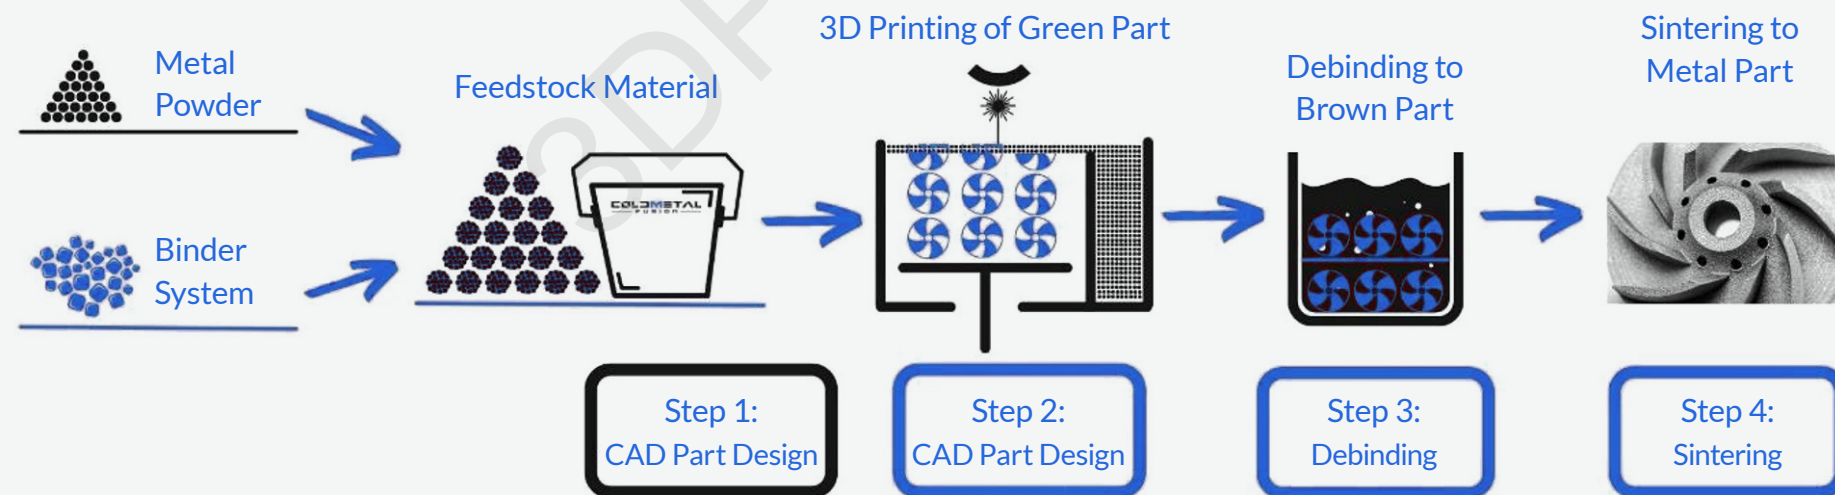 Metal
Powder
Binder
System
Feedstock Material
COLDMETAL
FUSION
3D Printing of Green Part
Debinding to
Brown Part
Sintering to
Metal Part
Step 1:
CAD Part Design
Step 2:
CAD Part Design
Step 3:
Debinding
Step 4:
Sintering
3DP